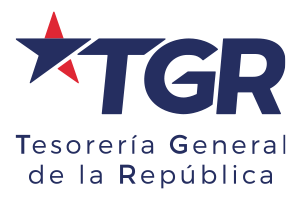 TGR
Tesorería General
de la República